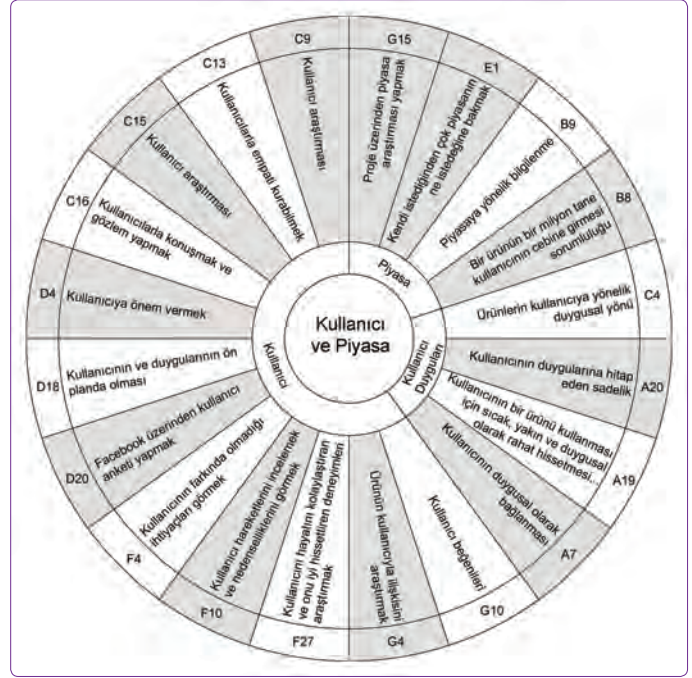 Kullanıcı
ve Piyasa
Piyasa
Kullanıcı
Duyguları
Kullanıcı
G15
Proje üzerinden piyasa
araştırması yapmak
E1
Kendi istediğinden çok piyasanın
ne istedeğine bakmak
B9
Piyasaya yönelik bilgilenme
B8
Bir ürünün bir milyon tane
kullanıcının cebine girmesi
sorumluluğu
C4
Ürünlerin kullanıcıya yönelik
duygusal yönü
A20
Kullanıcının duygularına hitap
eden sadelik
A19
Kullanıcının bir ürünü kullanması
için sıcak, yakın ve duygusal
olarak rahat hissetmesi...
A7
Kullanıcının duygusal olarak
bağlanması
G10
Kullanıcı beğenileri
G4
Ürünün kullanıcıyla ilişkisini
araştırmak
F27
Kullanıcını hayatını kolaylaştıran
ve onu iyi hissettiren deneyimleri
araştırmak
F10
Kullanıcı hareketlerini incelemek
ve nedenselliklerini görmek
F4
Kullanıcının farkında olmadığı
ihtiyaçları görmek
D20
Facebook üzerinden kullanıcı
anketi yapmak
D18
Kullanıcının ve duygularının ön
planda olması
D4
Kullanıcıya önem vermek
C16
Kullanıcılarla konuşmak ve
gözlem yapmak
C15
Kullanıcı araştırması
C13
Kullanıcılarla empati kurabilmek
C9
Kullanıcı araştırması